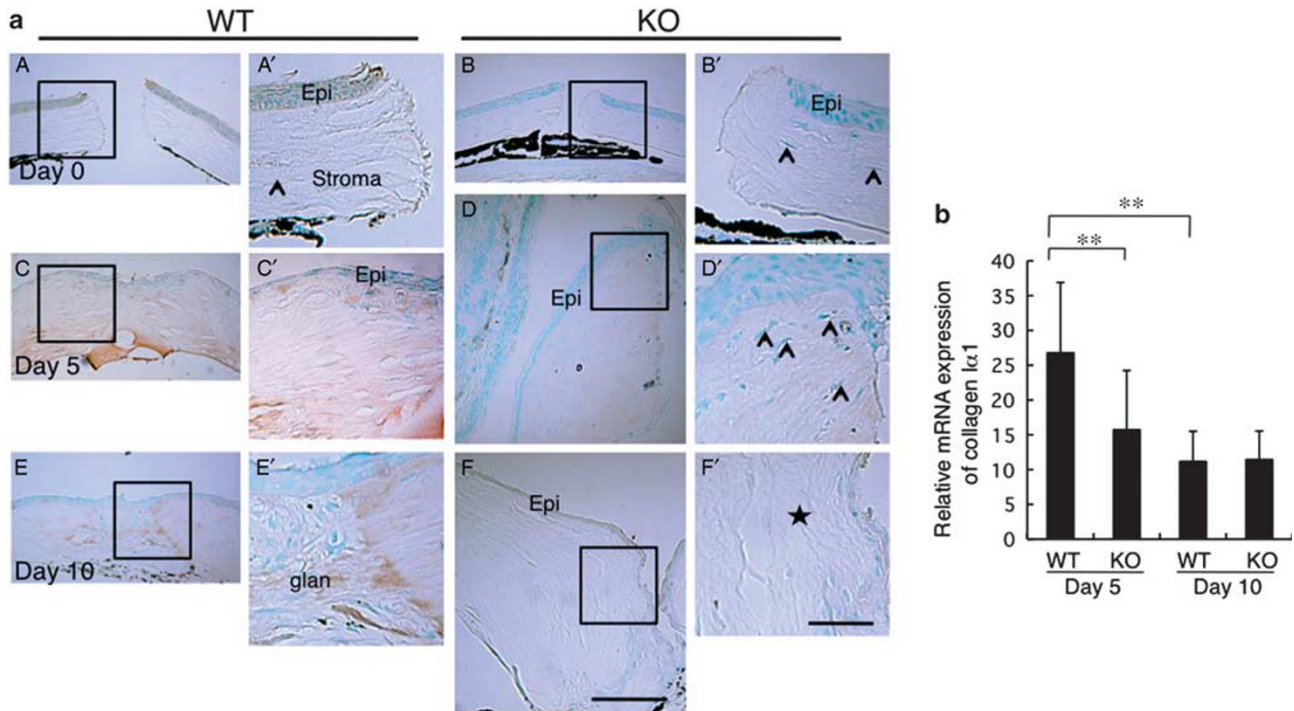 a
WT
KO
A
A′
B
B′
Epi
Epi
Stroma
Day 0
C
C′
D
D′
Epi
Epi
Day 5
E
E′
F
F′
Epi
glan
Day 10
b
**
**
Relative mRNA expression
of collagen Iα1
40
35
30
25
20
15
10
5
0
WT KO WT KO
Day 5 Day 10